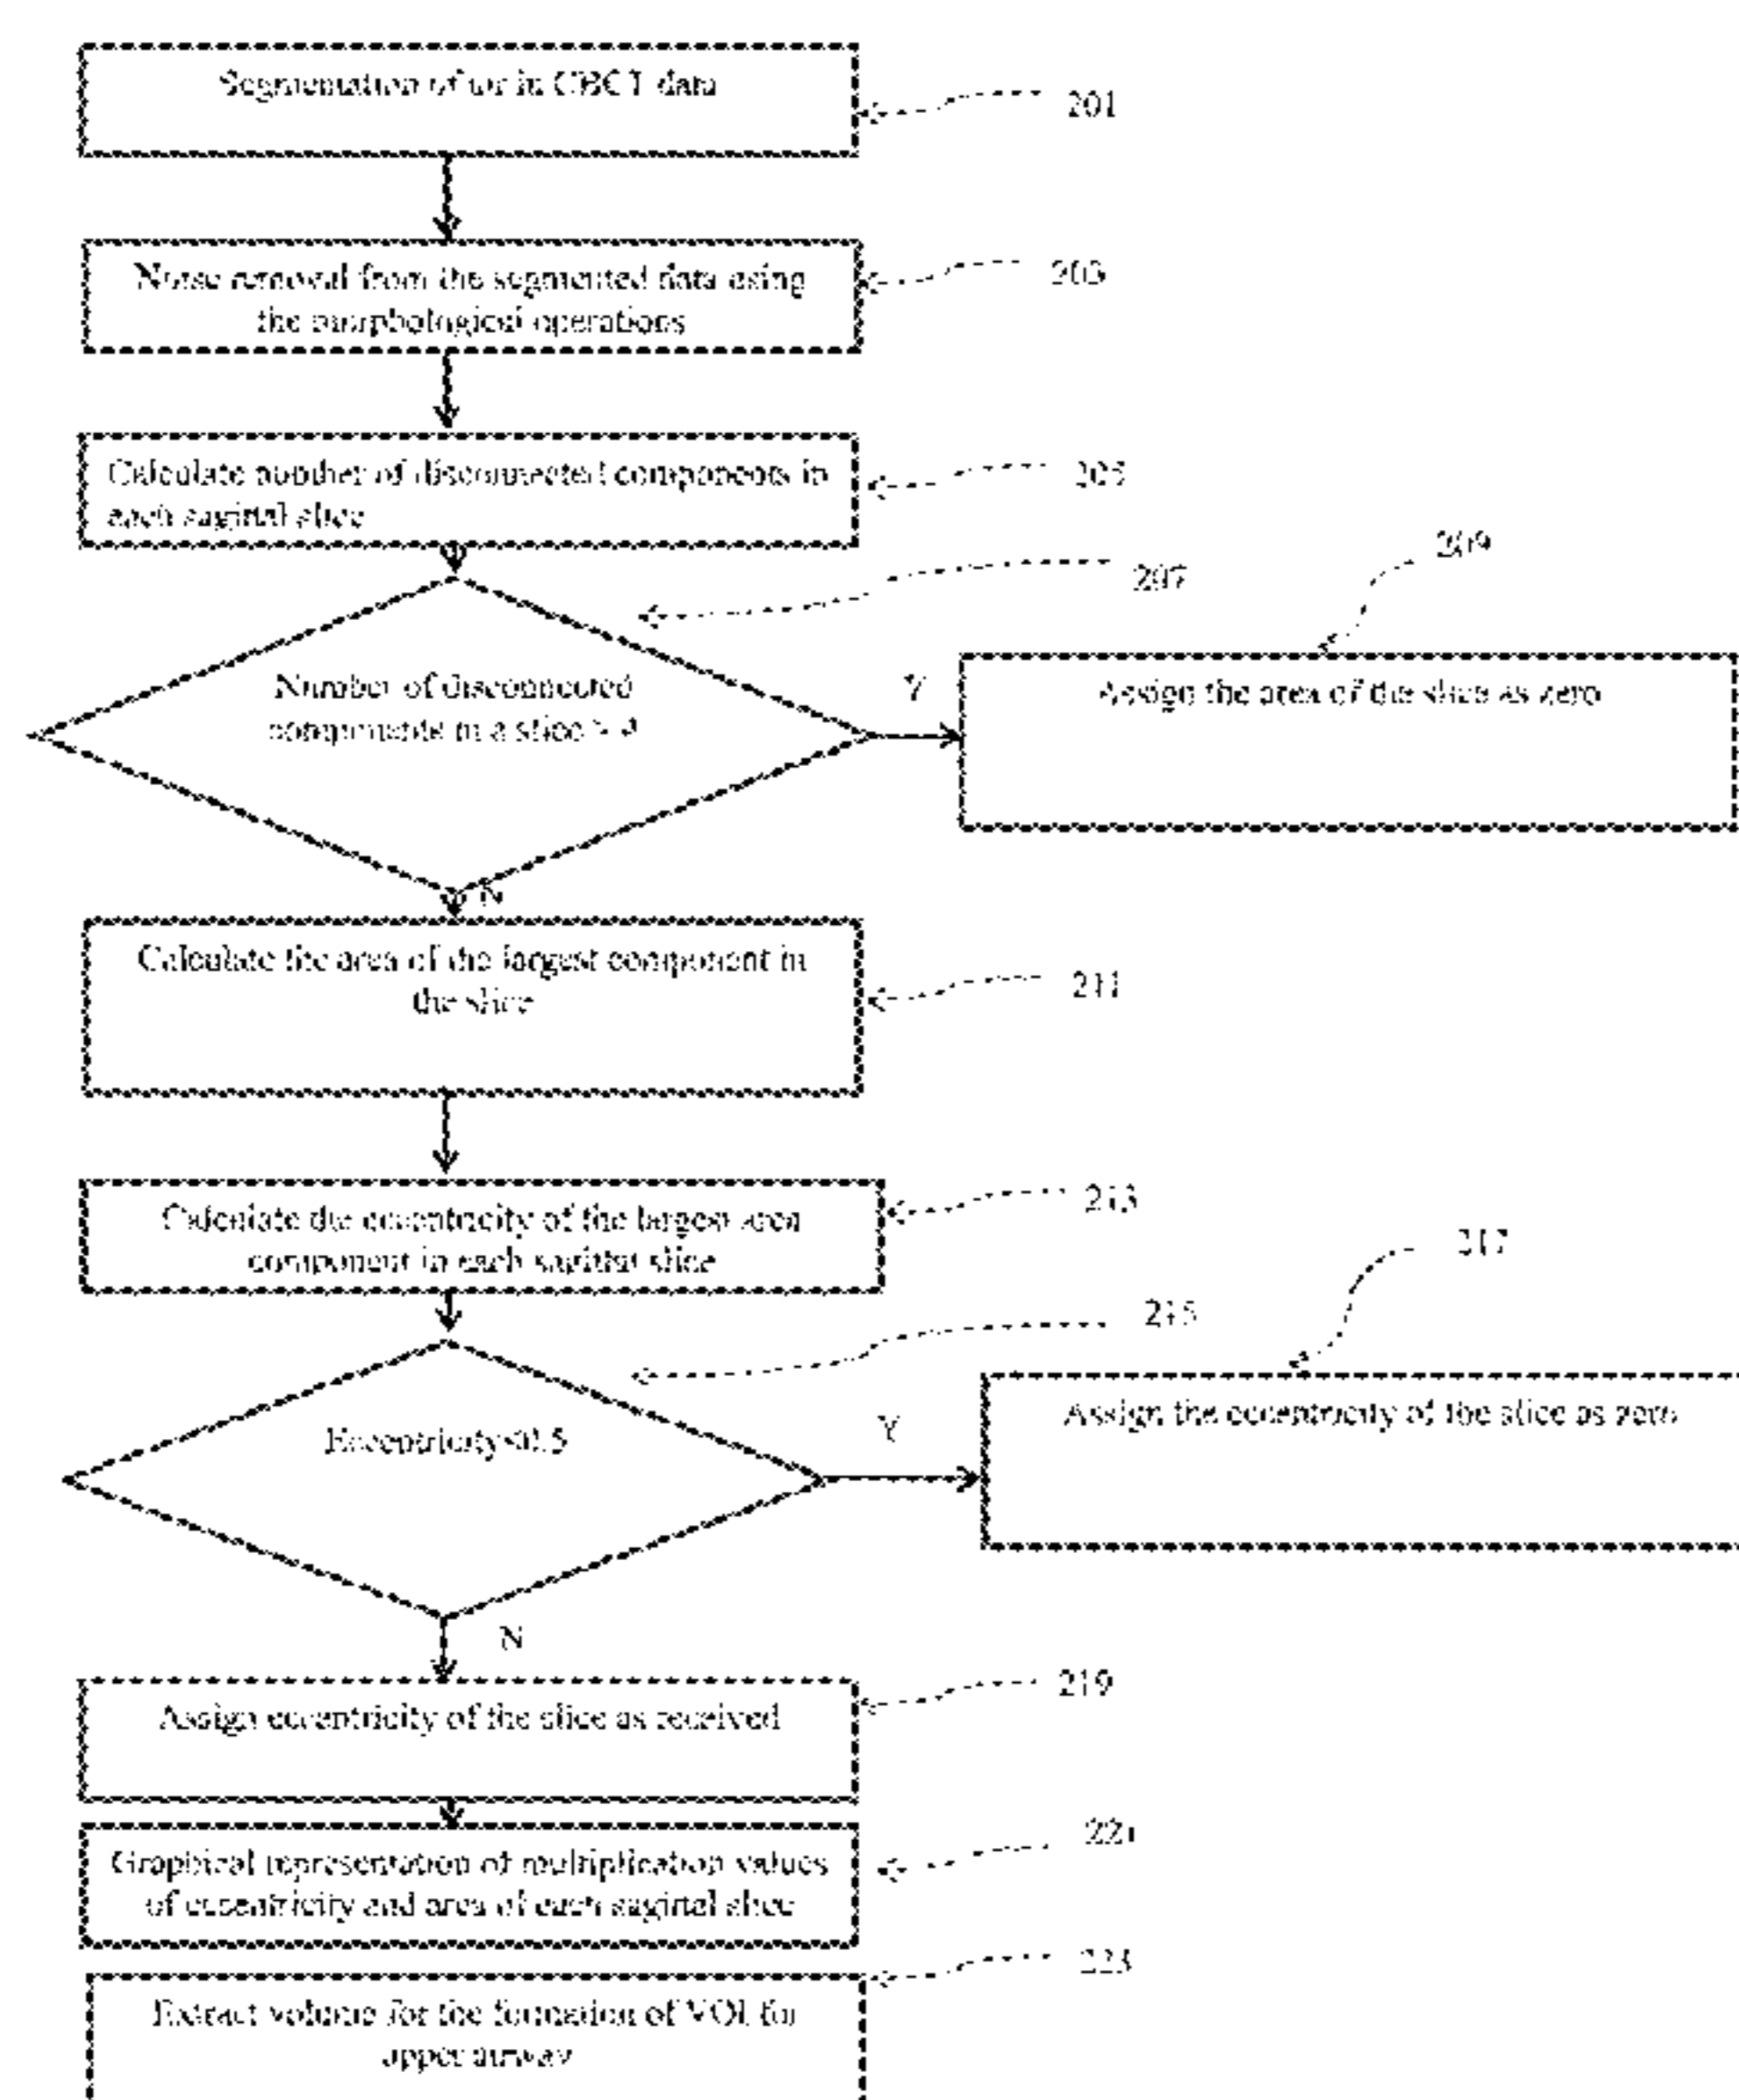 Segmentation of air in CBCT data
201
Noise removal from the segmented data using
the morphological operations
203
Calculate number of disconnected components in
each sagittal slice
205
207
209
Number of disconnected
components in a slice >
Y
Assign the area of the slice as zero
N
Calculate the area of the largest component in
the slice
211
Calculate the eccentricity of the largest area
component in each sagittal slice
213
215
217
Eccentricity<0.5
Y
Assign the eccentricity of the slice as zero
N
Assign eccentricity of the slice as received
219
Graphical representation of multiplication values
of eccentricity and area of each sagittal slice
221
223
Extract volume for the formation of VOI for
upper airway